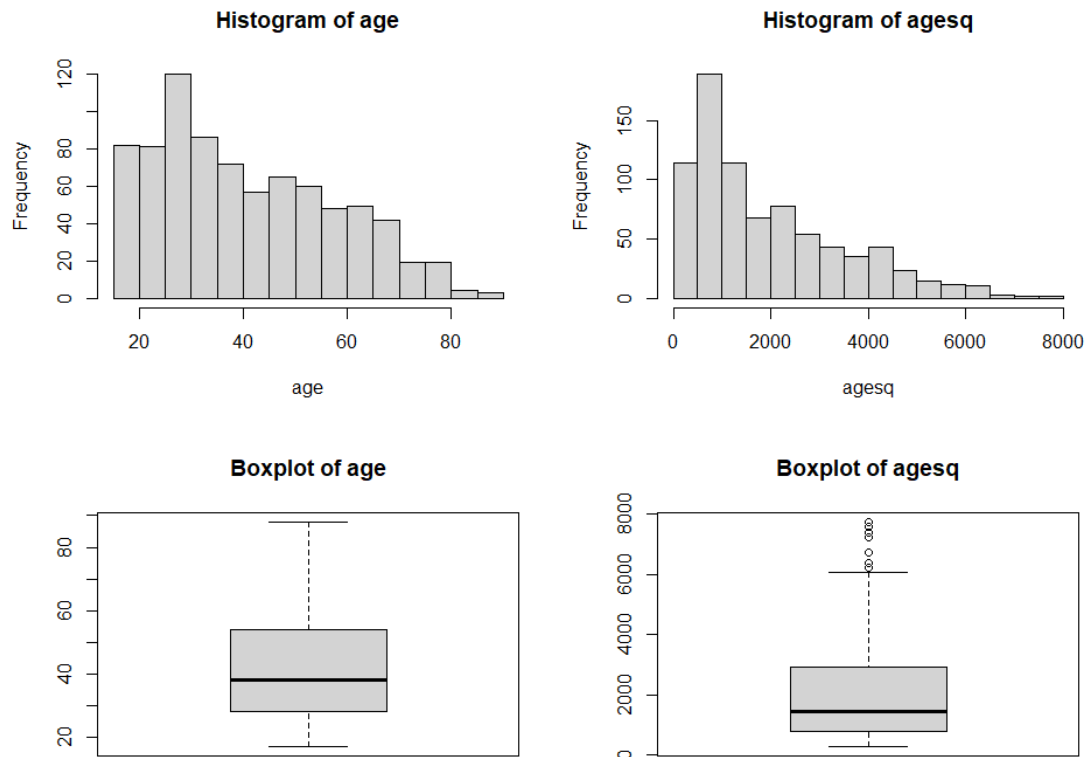 Histogram of age
Frequency
0 20 40 60 80 120
20 40 60 80
age
Histogram of agesq
Frequency
0 50 100 150
0 2000 4000 6000 8000
agesq
Boxplot of age
20 40 60 80
Boxplot of agesq
0 2000 4000 6000 8000